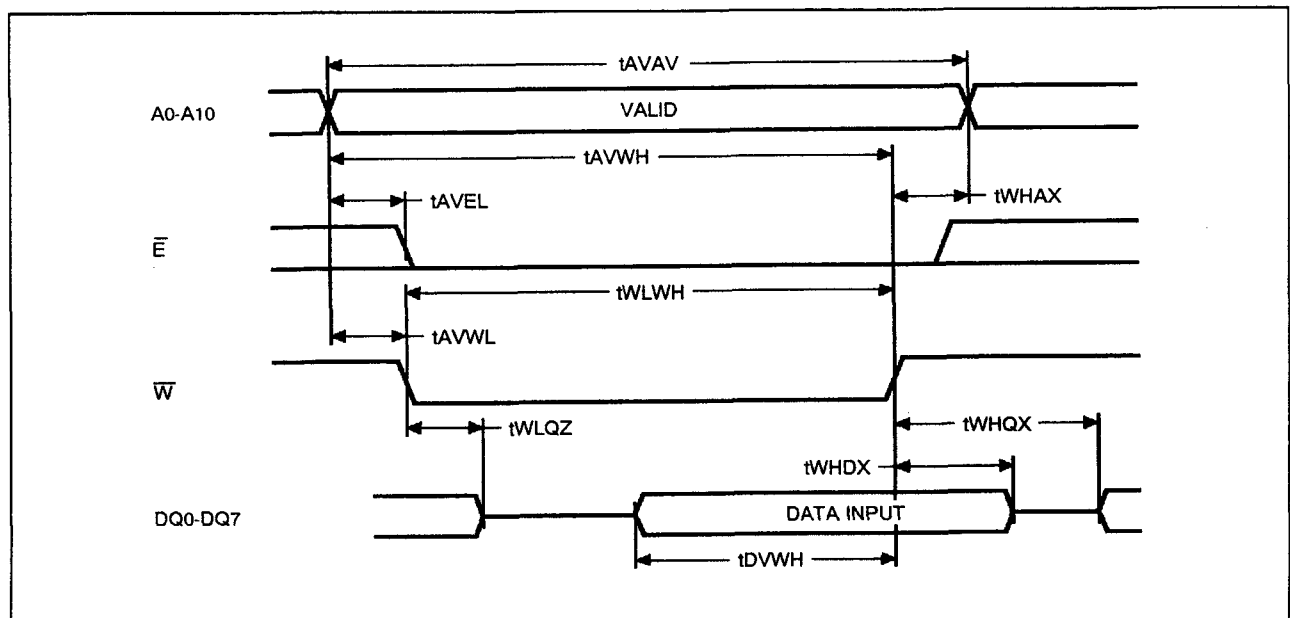 tAVAV
A0-A10
VALID
tAVWH
tAVEL
tWHAX
E̅
tWLWH
tAVWL
W̅
tWLQZ
tWHQX
tWHDX
DQ0-DQ7
DATA INPUT
tDVWH